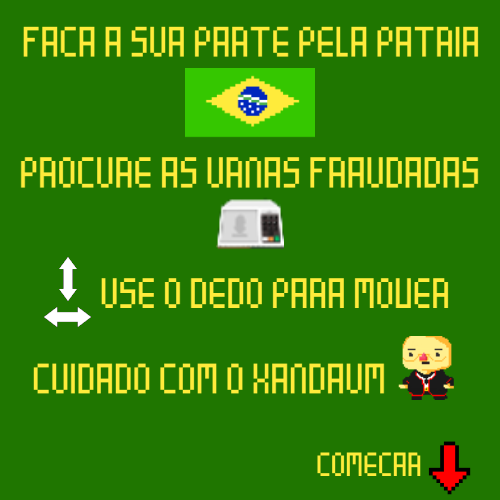 FACA A SUA PARTE PELA PATRIA
PROCURE AS URNAS FRAUDADAS
USE O DEDO PARA MOVER
CUIDADO COM O XANDAUM
COMECAR